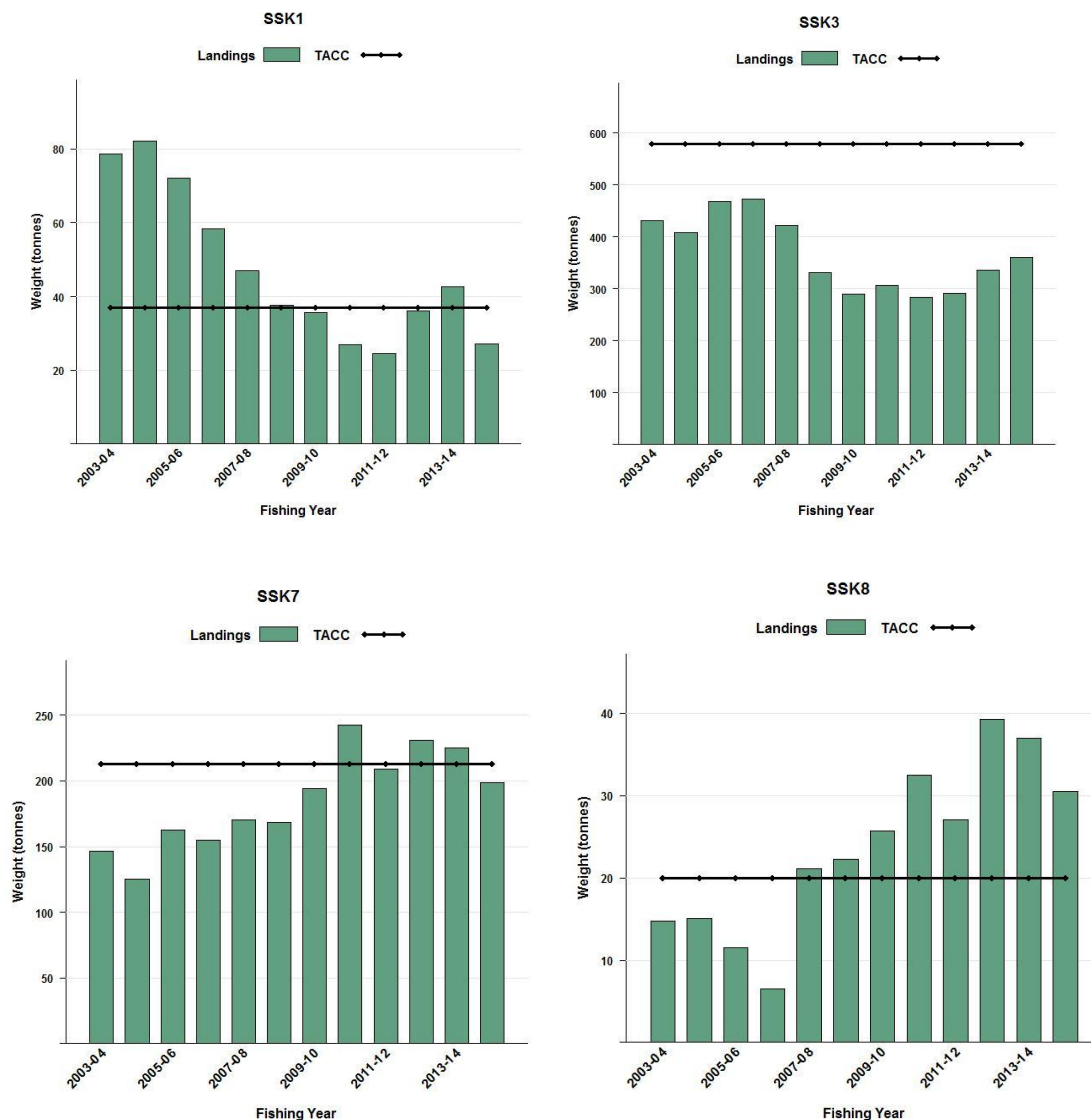 SSK1
Landings TACC
Weight (tonnes)
80
60
40
20
2003-04 2005-06 2007-08 2009-10 2011-12 2013-14
Fishing Year
SSK3
Landings TACC
Weight (tonnes)
600
500
400
300
200
100
2003-04 2005-06 2007-08 2009-10 2011-12 2013-14
Fishing Year
SSK7
Landings TACC
Weight (tonnes)
250
200
150
100
50
2003-04 2005-06 2007-08 2009-10 2011-12 2013-14
Fishing Year
SSK8
Landings TACC
Weight (tonnes)
40
30
20
10
2003-04 2005-06 2007-08 2009-10 2011-12 2013-14
Fishing Year